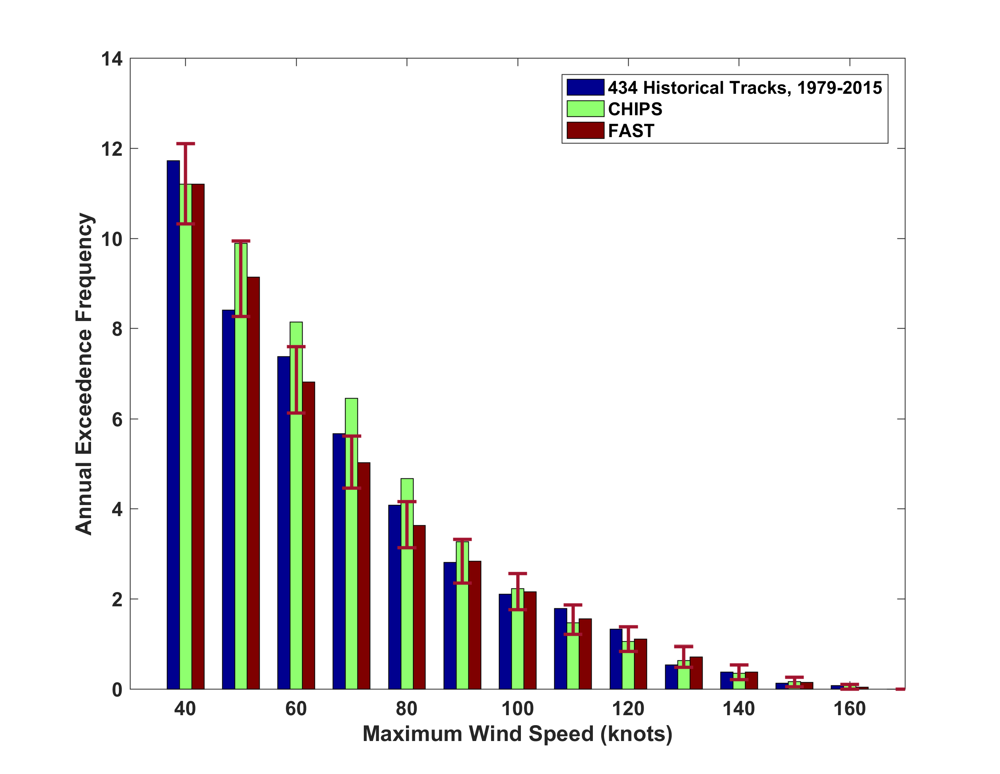 14
12
10
8
6
4
2
0
Annual Exceedence Frequency
434 Historical Tracks, 1979-2015
CHIPS
FAST
40 60 80 100 120 140 160
Maximum Wind Speed (knots)